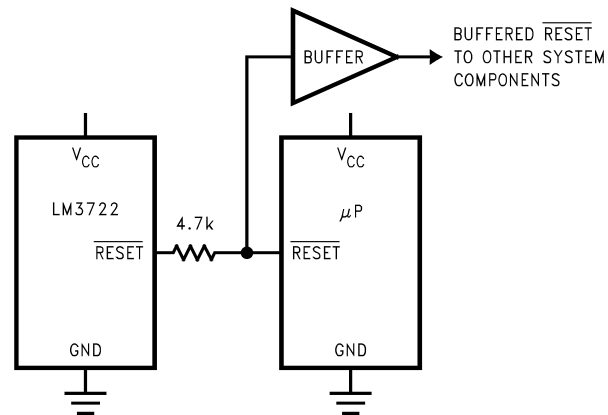 BUFFER
BUFFERED RESET
TO OTHER SYSTEM
COMPONENTS
VCC
LM3722
RESET
GND
4.7k
VCC
μP
RESET
GND